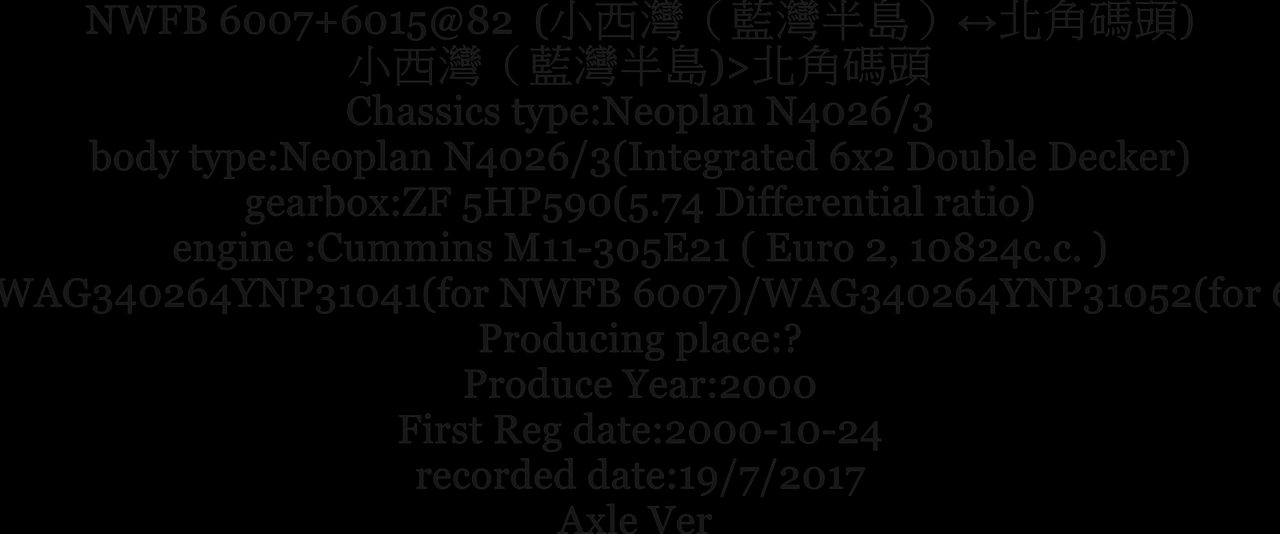 NWFB 6007+6015@82 (小西灣（藍灣半島）↔北角碼頭)
小西灣（藍灣半島)>北角碼頭
Chassics type:Neoplan N4026/3
body type:Neoplan N4026/3(Integrated 6x2 Double Decker)
gearbox:ZF 5HP590(5.74 Differential ratio)
engine :Cummins M11-305E21 ( Euro 2, 10824c.c. )
WAG340264YNP31041(for NWFB 6007)/WAG340264YNP31052(for
Producing place:?
Produce Year:2000
First Reg date:2000-10-24
recorded date:19/7/2017
Axle Ver